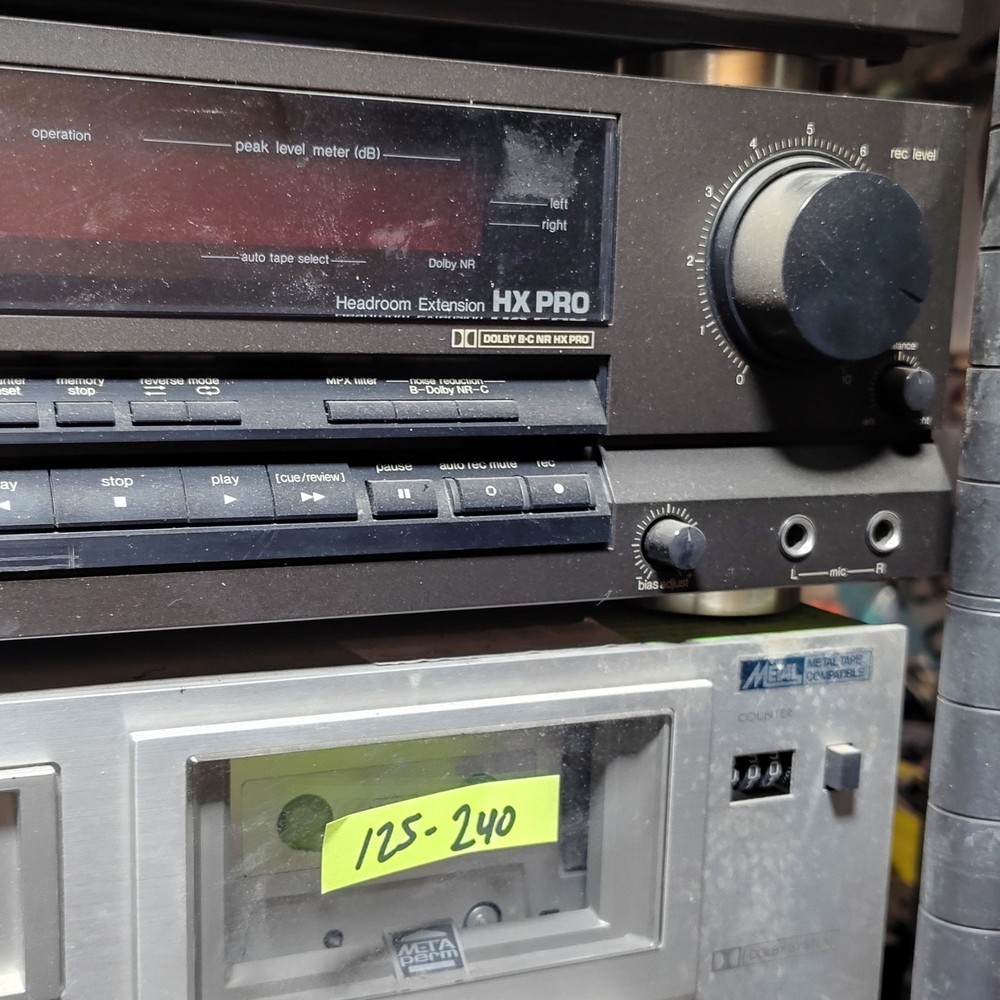 operation
peak level meter (dB)
left
right
auto tape select
Dolby NR
Headroom Extension HX PRO
DOLBY B·C NR HX PRO
rec level
0 1 2 3 4 5 6
10
memory
stop
reverse mode
MPX filter
noise reduction
B–Dolby NR–C
stop
play
[cue/review]
pause
auto rec mute
rec
bias adjust
L mic R
METAL
METAL TAPE
COMPATIBLE
COUNTER
125-240
META
perm